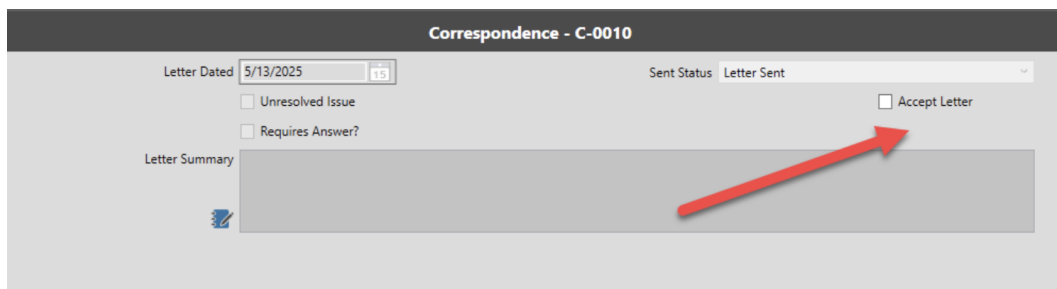 Correspondence - C-0010
Letter Dated 5/13/2025 15 Sent Status Letter Sent
Unresolved Issue Accept Letter
Requires Answer?
Letter Summary